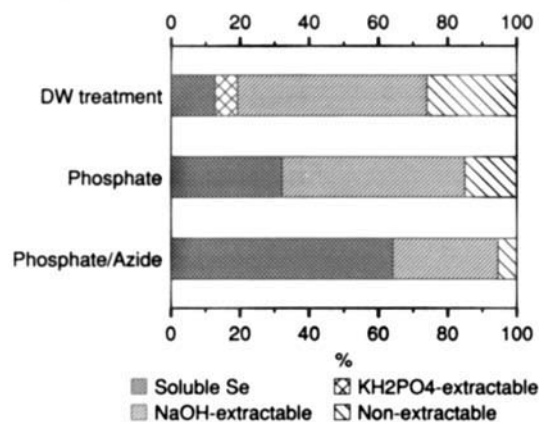 0 20 40 60 80 100
DW treatment
Phosphate
Phosphate/Azide
0 20 40 60 80 100
%
Soluble Se KH2PO4-extractable
NaOH-extractable Non-extractable